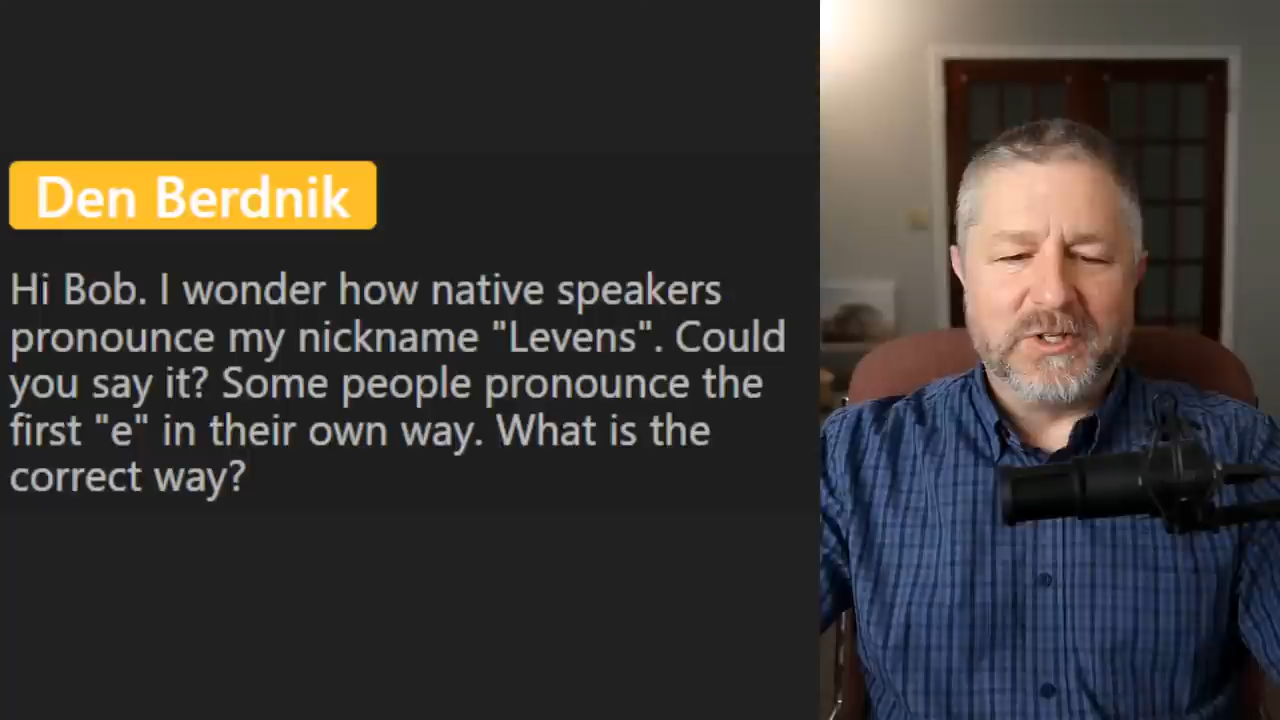 Den Berdnik
Hi Bob. I wonder how native speakers
pronounce my nickname "Levens". Could
you say it? Some people pronounce the
first "e" in their own way. What is the
correct way?